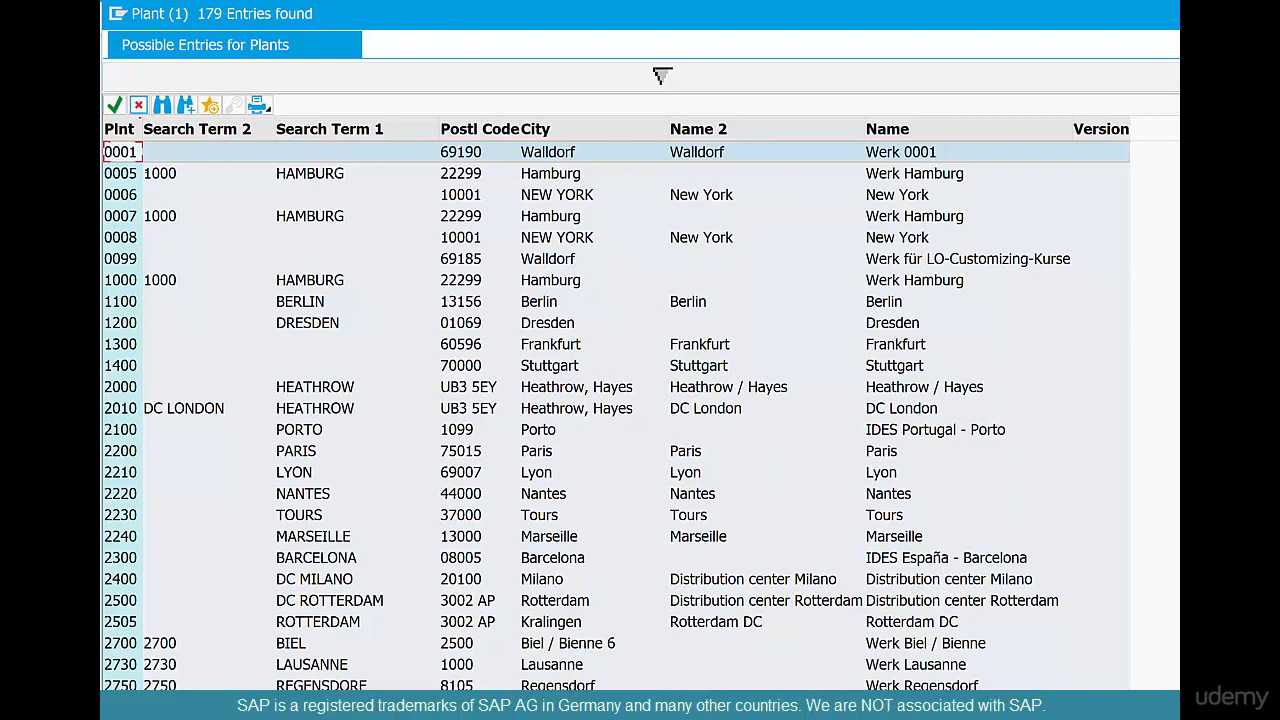 Plant (1) 179 Entries found
Possible Entries for Plants
Plnt Search Term 2 Search Term 1 Postl Code City Name 2 Name Version
0001 69190 Walldorf Walldorf Werk 0001
0005 1000 HAMBURG 22299 Hamburg Werk Hamburg
0006 10001 NEW YORK New York New York
0007 1000 HAMBURG 22299 Hamburg Werk Hamburg
0008 10001 NEW YORK New York New York
0099 69185 Walldorf Werk für LO-Customizing-Kurse
1000 1000 HAMBURG 22299 Hamburg Werk Hamburg
1100 BERLIN 13156 Berlin Berlin Berlin
1200 DRESDEN 01069 Dresden Dresden
1300 60596 Frankfurt Frankfurt Frankfurt
1400 70000 Stuttgart Stuttgart Stuttgart
2000 HEATHROW UB3 5EY Heathrow, Hayes Heathrow / Hayes Heathrow / Hayes
2010 DC LONDON HEATHROW UB3 5EY Heathrow, Hayes DC London DC London
2100 PORTO 1099 Porto IDES Portugal - Porto
2200 PARIS 75015 Paris Paris Paris
2210 LYON 69007 Lyon Lyon Lyon
2220 NANTES 44000 Nantes Nantes Nantes
2230 TOURS 37000 Tours Tours Tours
2240 MARSEILLE 13000 Marseille Marseille Marseille
2300 BARCELONA 08005 Barcelona IDES España - Barcelona
2400 DC MILANO 20100 Milano Distribution center Milano Distribution center Milano
2500 DC ROTTERDAM 3002 AP Rotterdam Distribution center Rotterdam Distribution center Rotterdam
2505 ROTTERDAM 3002 AP Kralingen Rotterdam DC Rotterdam DC
2700 2700 BIEL 2500 Biel / Bienne 6 Werk Biel / Bienne
2730 2730 LAUSANNE 1000 Lausanne Werk Lausanne
2750 2750 REGENSDORF 8105 Regensdorf Werk Regensdorf
SAP is a registered trademarks of SAP AG in Germany and many other countries. We are NOT associated with SAP.
udemy